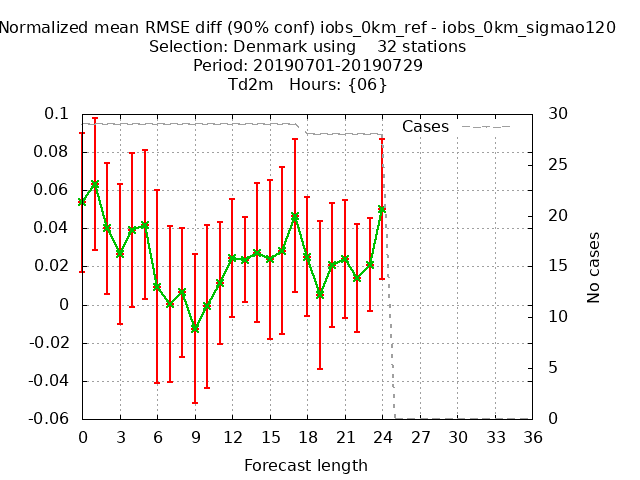 Normalized mean RMSE diff (90% conf) iobs_0km_ref - iobs_0km_sigmao120
Selection: Denmark using 32 stations
Period: 20190701-20190729
Td2m Hours: {06}
0.1
0.08
0.06
0.04
0.02
0
-0.02
-0.04
-0.06
Cases
30
25
20
15
10
5
0
No cases
0 3 6 9 12 15 18 21 24 27 30 33 36
Forecast length